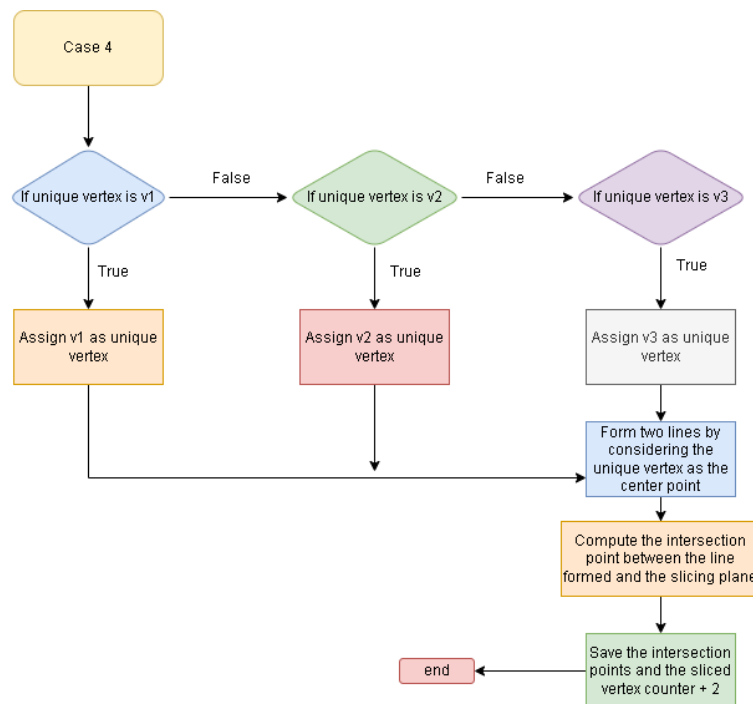 Case 4
If unique vertex is v1
False
If unique vertex is v2
False
If unique vertex is v3
True
True
True
Assign v1 as unique
vertex
Assign v2 as unique
vertex
Assign v3 as unique
vertex
Form two lines by
considering the
unique vertex as the
center point
Compute the intersection
point between the line
formed and the slicing plane
Save the intersection
points and the sliced
vertex counter + 2
end